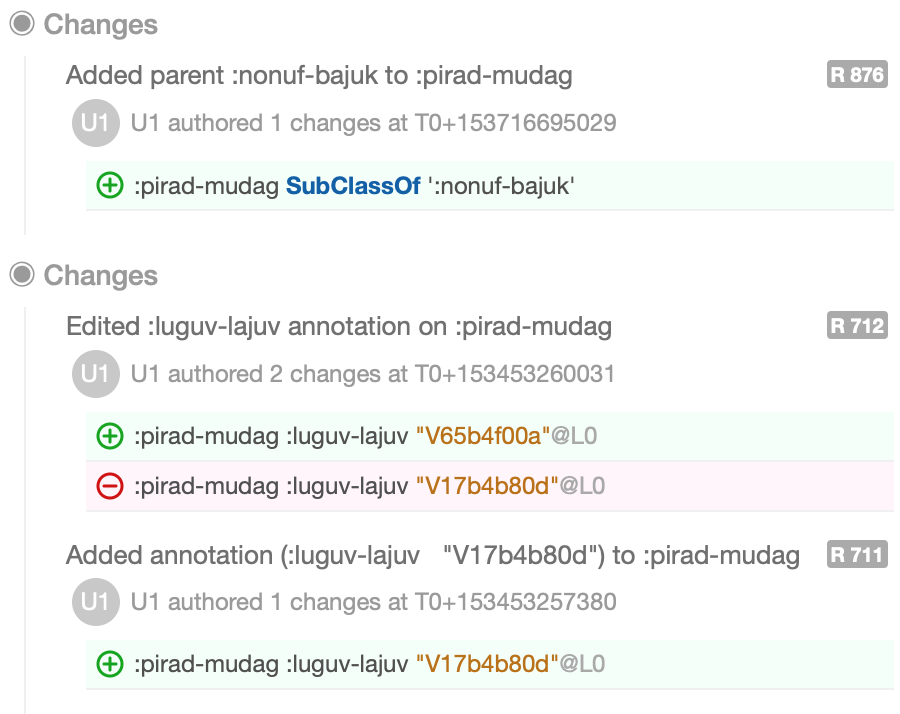 Changes
Added parent :nonuf-bajuk to :pirad-mudag R 876
U1 U1 authored 1 changes at T0+153716695029
:pirad-mudag SubClassOf ':nonuf-bajuk'
Changes
Edited :luguv-lajuv annotation on :pirad-mudag R 712
U1 U1 authored 2 changes at T0+153453260031
:pirad-mudag :luguv-lajuv "V65b4f00a"@L0
:pirad-mudag :luguv-lajuv "V17b4b80d"@L0
Added annotation (:luguv-lajuv "V17b4b80d") to :pirad-mudag R 711
U1 U1 authored 1 changes at T0+153453257380
:pirad-mudag :luguv-lajuv "V17b4b80d"@L0